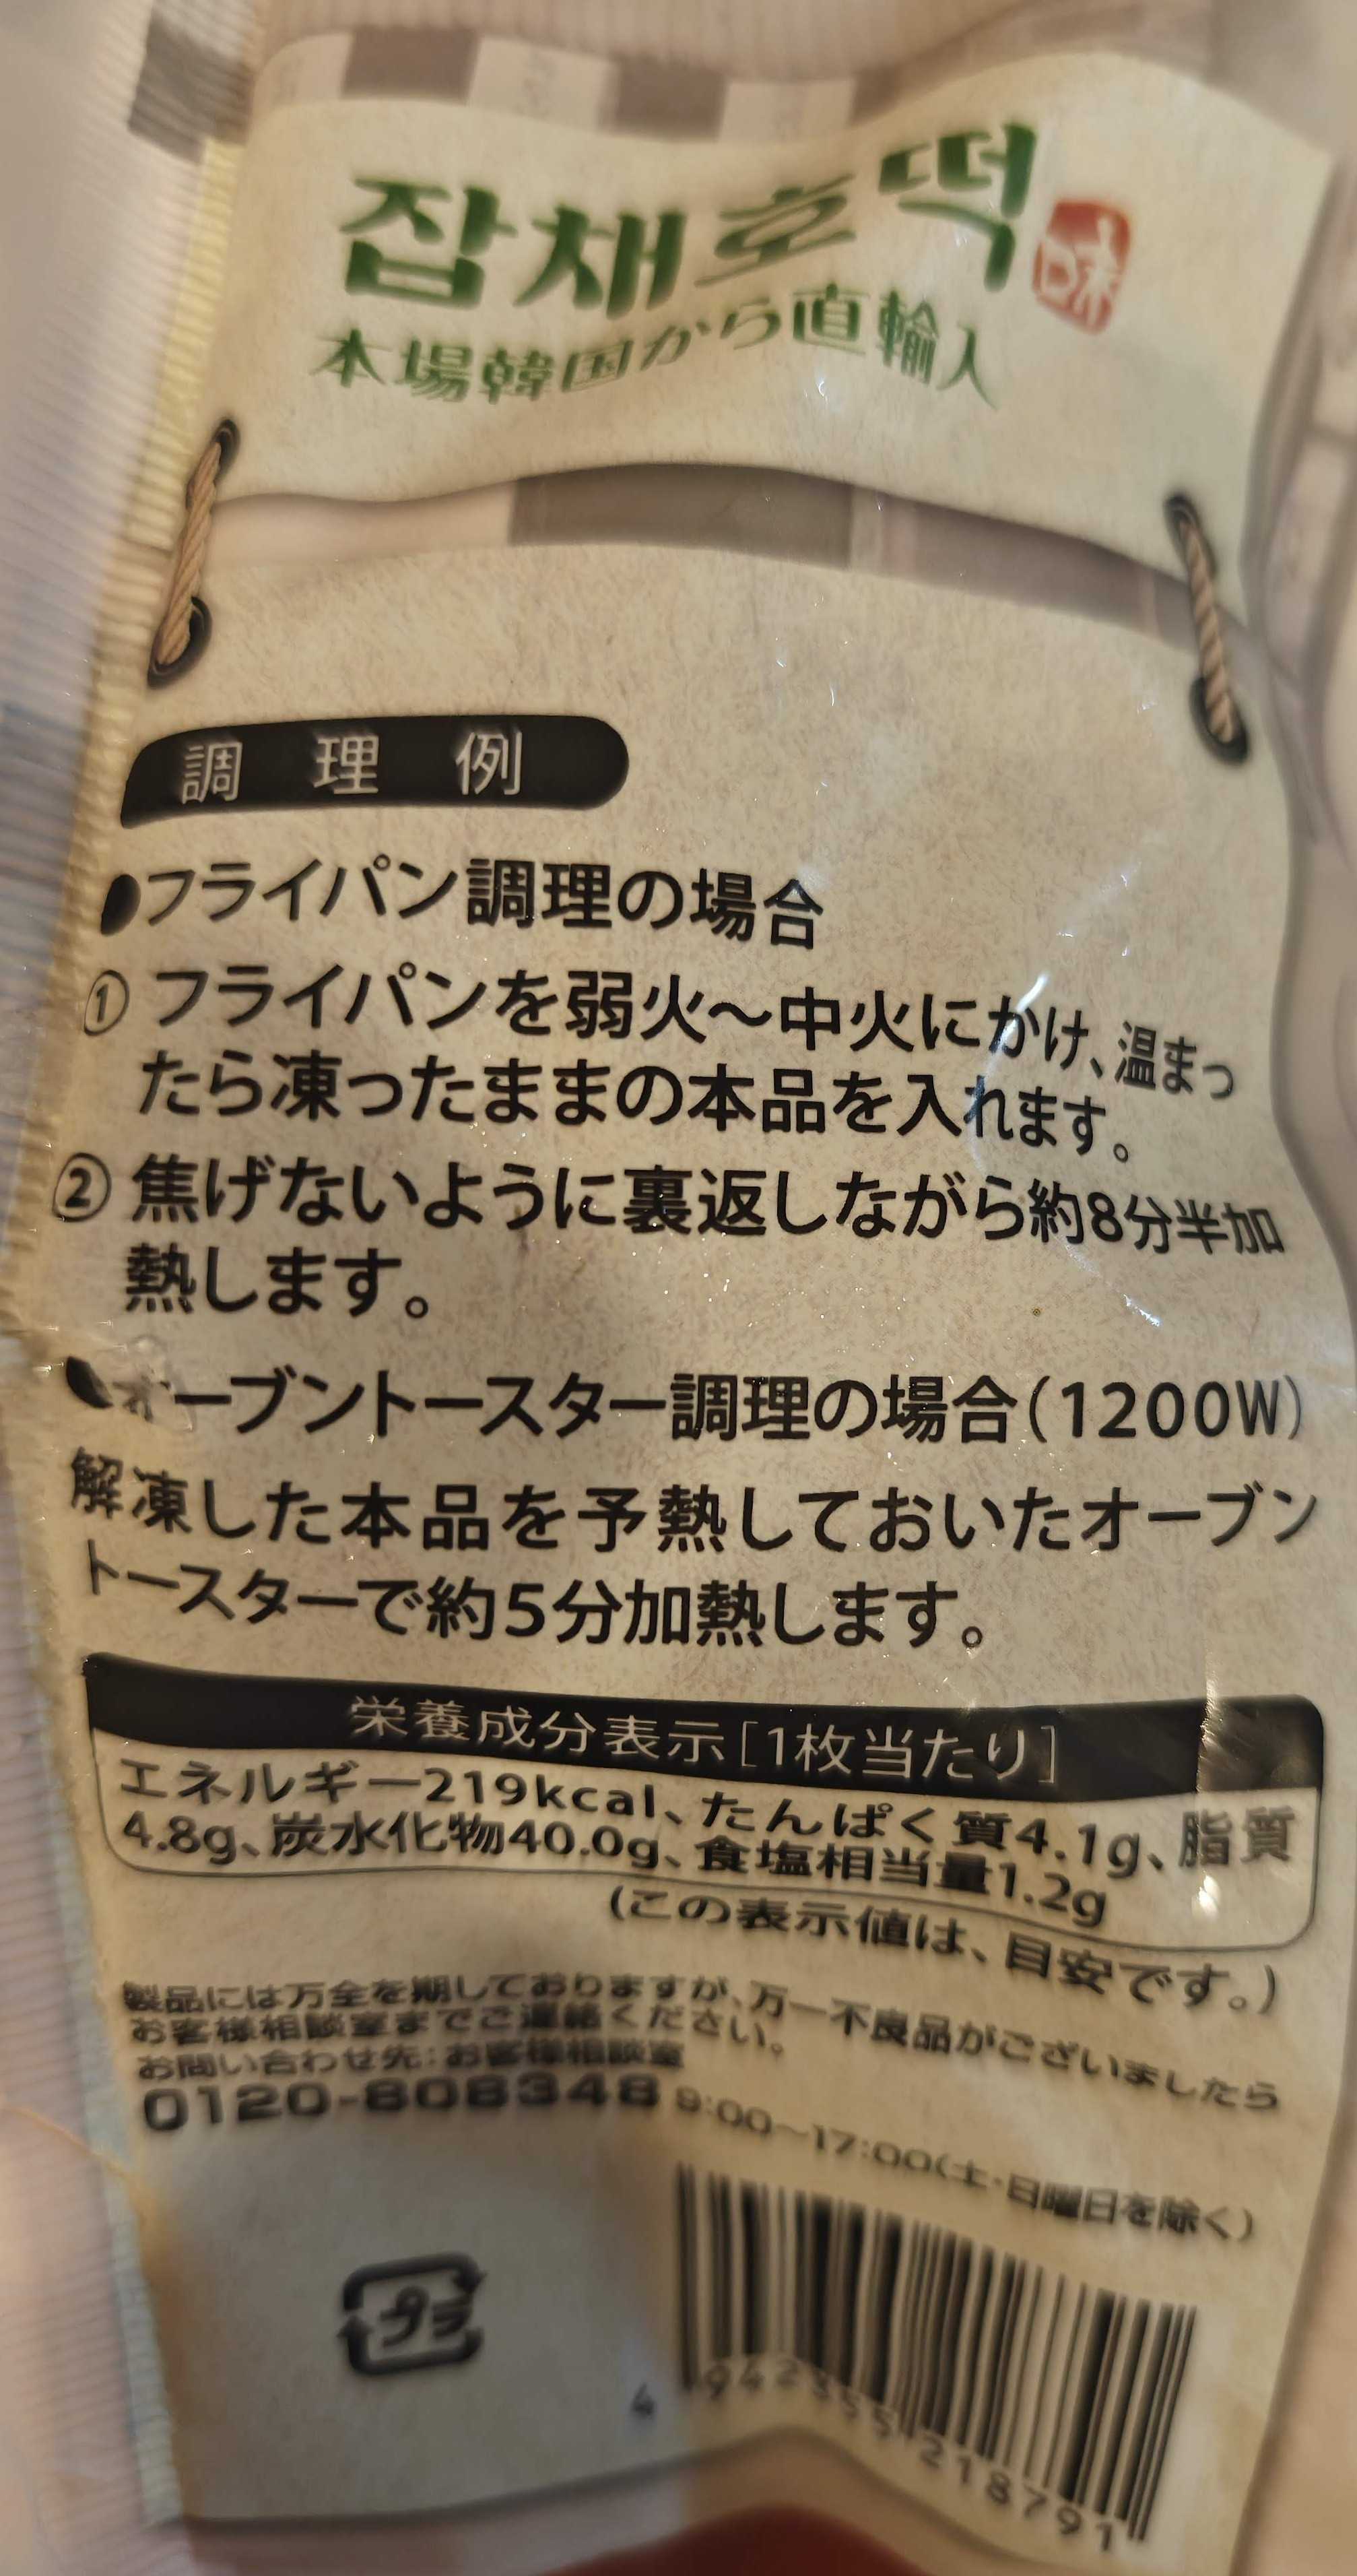 잡채호떡
味
本場韓国から直輸入
調理例
●フライパン調理の場合
① フライパンを弱火～中火にかけ、温まっ
たら凍ったままの本品を入れます。
② 焦げないように裏返しながら約8分半加
熱します。
●オーブントースター調理の場合(1200W)
解凍した本品を予熱しておいたオーブン
トースターで約5分加熱します。
栄養成分表示[1枚当たり]
エネルギー219kcal、たんぱく質4.1g、脂質
4.8g、炭水化物40.0g、食塩相当量1.2g
(この表示値は、目安です。)
製品には万全を期しておりますが、万一不良品がございましたら
お客様相談室までご連絡ください。
お問い合わせ先:お客様相談室
0120-808348 9:00～17:00(土・日曜日を除く)
プラ
4 942355 218791